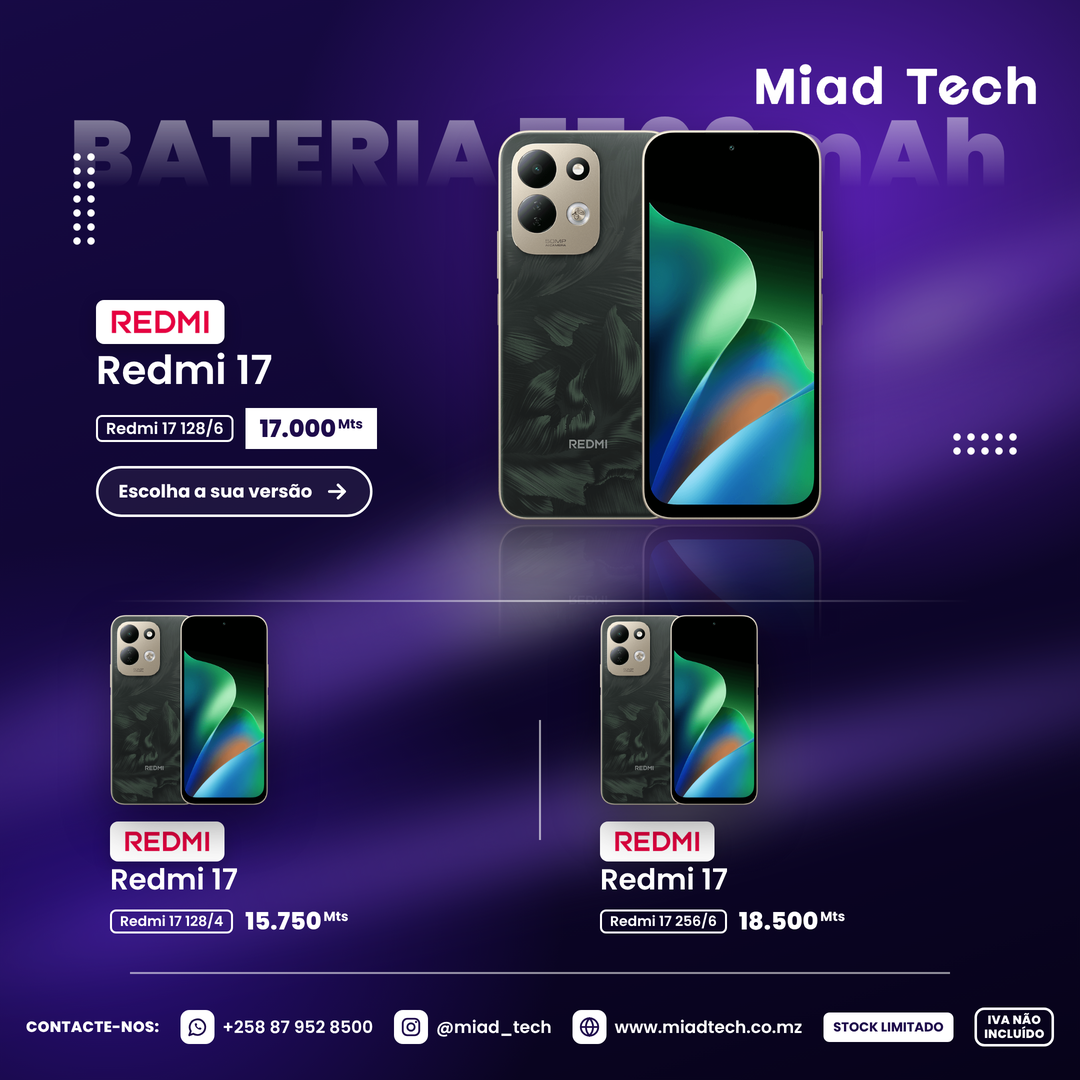 Miad Tech
BATERIA mAh
REDMI
Redmi 17
Redmi 17 128/6
17.000 Mts
Escolha a sua versão
REDMI
REDMI
Redmi 17
Redmi 17 128/4
15.750 Mts
REDMI
Redmi 17
Redmi 17 256/6
18.500 Mts
CONTACTE-NOS:
+258 87 952 8500
@miad_tech
www.miadtech.co.mz
STOCK LIMITADO
IVA NÃO
INCLUÍDO